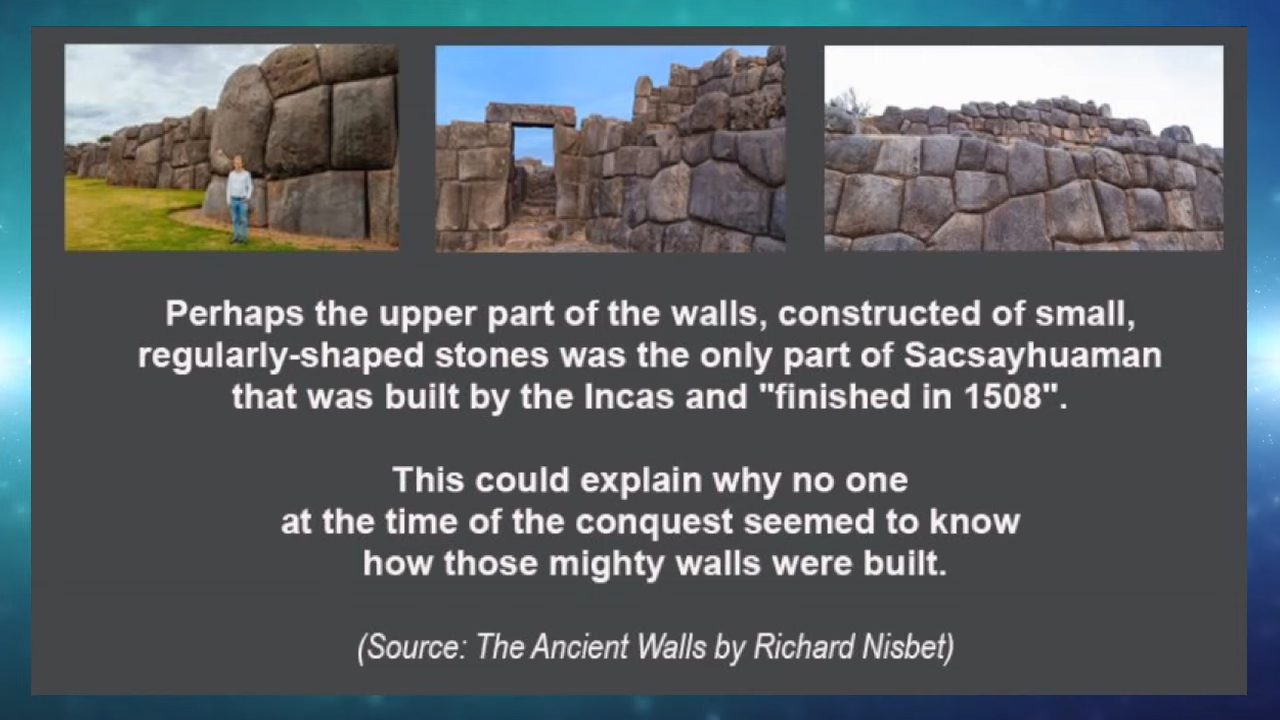 Perhaps the upper part of the walls, constructed of small,
regularly-shaped stones was the only part of Sacsayhuaman
that was built by the Incas and "finished in 1508".
This could explain why no one
at the time of the conquest seemed to know
how those mighty walls were built.
(Source: The Ancient Walls by Richard Nisbet)